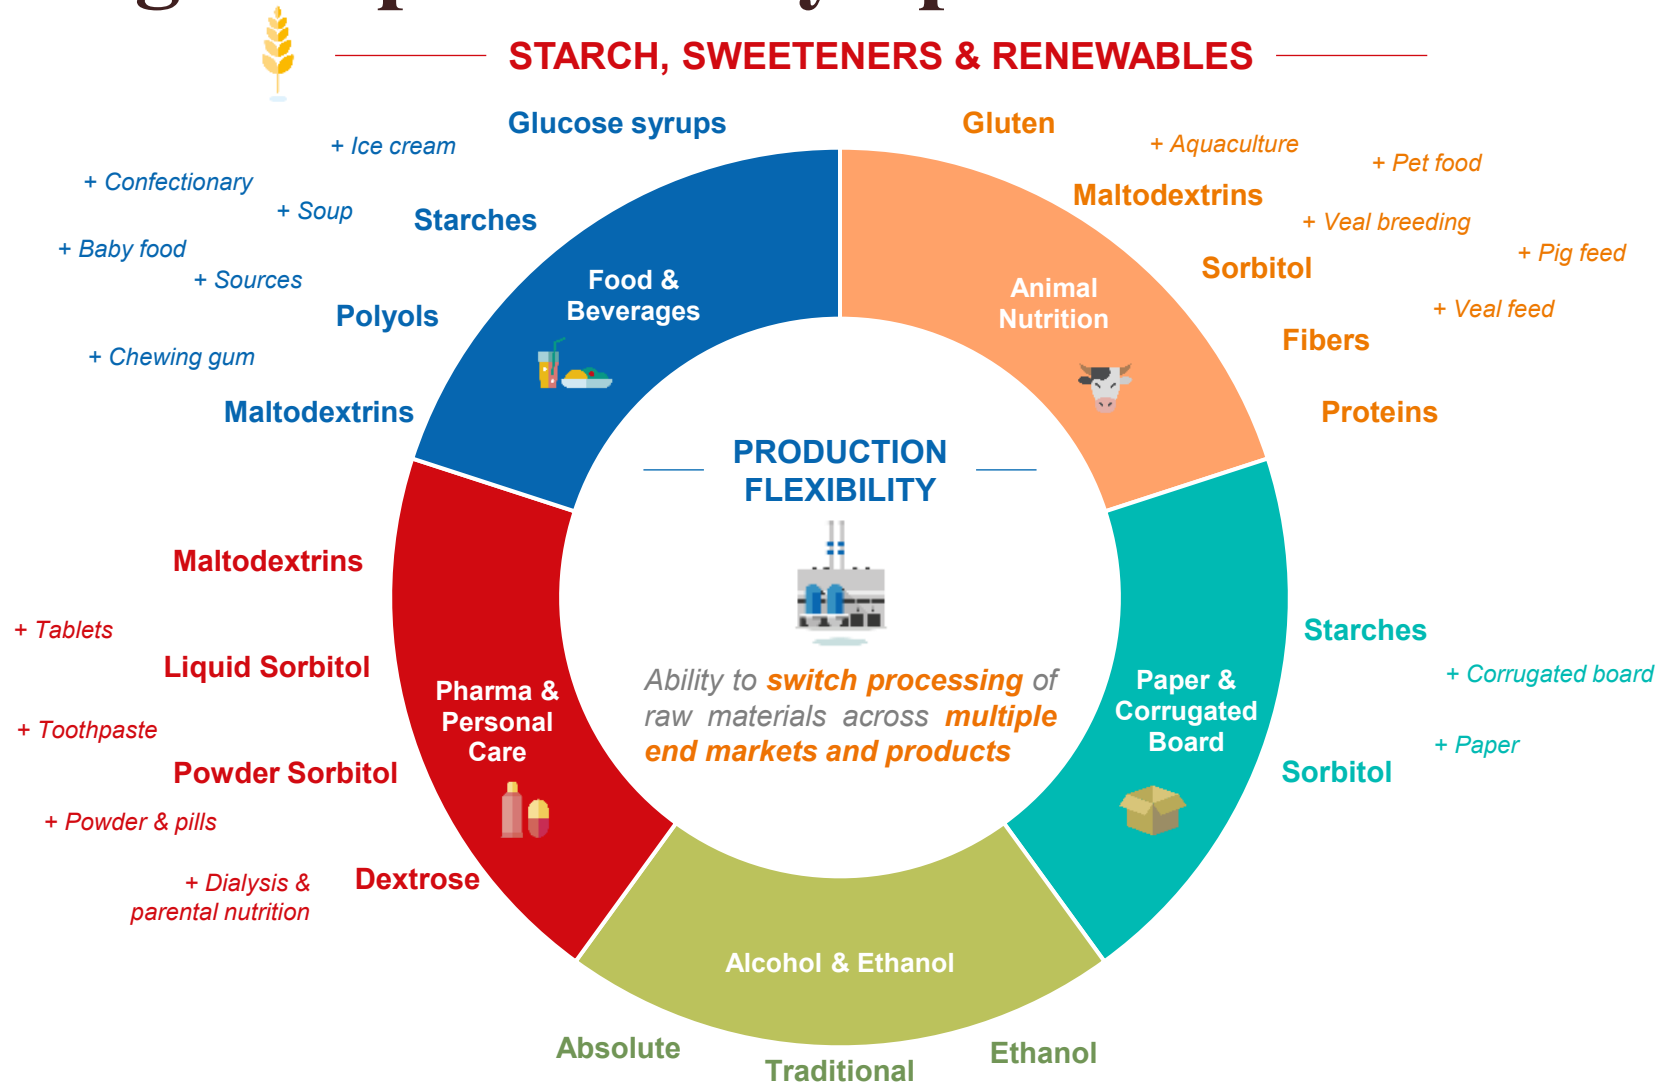 STARCH, SWEETENERS & RENEWABLES
Glucose syrups
+ Ice cream
+ Confectionary
+ Soup
Starches
+ Baby food
+ Sources
Polyols
+ Chewing gum
Maltodextrins
Food &
Beverages
Gluten
+ Aquaculture
+ Pet food
Maltodextrins
+ Veal breeding
+ Pig feed
Sorbitol
+ Veal feed
Fibers
Proteins
Animal
Nutrition
PRODUCTION
FLEXIBILITY
Ability to switch processing of
raw materials across multiple
end markets and products
Maltodextrins
+ Tablets
Liquid Sorbitol
+ Toothpaste
Powder Sorbitol
+ Powder & pills
Dextrose
+ Dialysis &
parental nutrition
Pharma &
Personal
Care
Paper &
Corrugated
Board
Starches
+ Corrugated board
+ Paper
Sorbitol
Alcohol & Ethanol
Absolute
Traditional
Ethanol